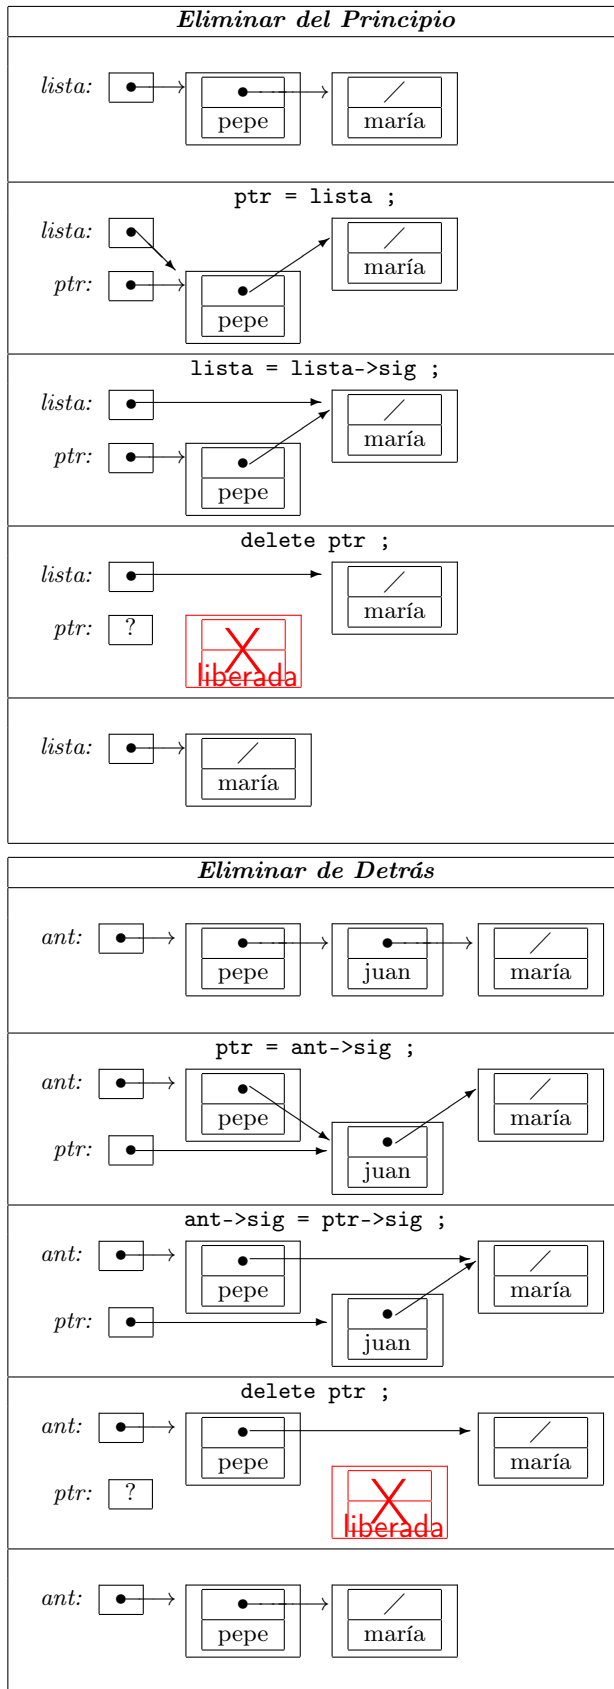 Eliminar del Principio
lista:
pepe
maría
ptr = lista ;
lista:
maría
ptr:
pepe
lista = lista->sig ;
lista:
maría
ptr:
pepe
delete ptr ;
lista:
maría
ptr: ?
X
liberada
lista:
maría
Eliminar de Detrás
ant:
pepe juan maría
ptr = ant->sig ;
ant:
pepe maría
ptr:
juan
ant->sig = ptr->sig ;
ant:
pepe maría
ptr:
juan
delete ptr ;
ant:
pepe maría
ptr: ?
X
liberada
ant:
pepe maría